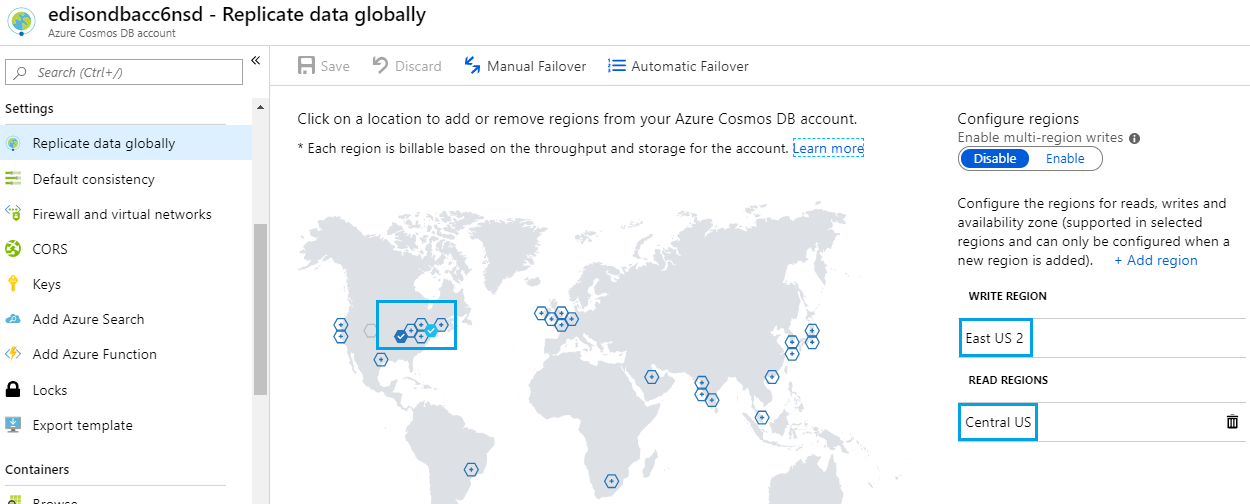 edisondbacc6nsd - Replicate data globally
Azure Cosmos DB account
Search (Ctrl+/)
«
Settings
Replicate data globally
Default consistency
Firewall and virtual networks
CORS
Keys
Add Azure Search
Add Azure Function
Locks
Export template
Containers
Browse
Save Discard Manual Failover Automatic Failover
Click on a location to add or remove regions from your Azure Cosmos DB account.
* Each region is billable based on the throughput and storage for the account. Learn more
Configure regions
Enable multi-region writes
Disable Enable
Configure the regions for reads, writes and
availability zone (supported in selected
regions and can only be configured when a
new region is added). + Add region
WRITE REGION
East US 2
READ REGIONS
Central US